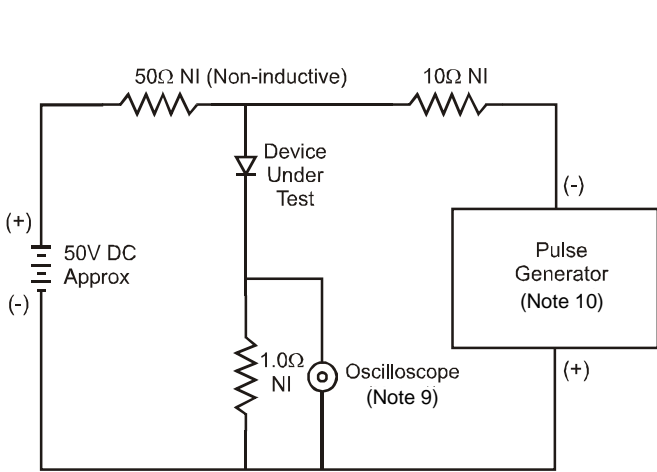 50Ω NI (Non-inductive)
10Ω NI
Device
Under
Test
(-)
(+)
50V DC
Approx
(-)
Pulse
Generator
(Note 10)
1.0Ω
NI
Oscilloscope
(Note 9)
(+)